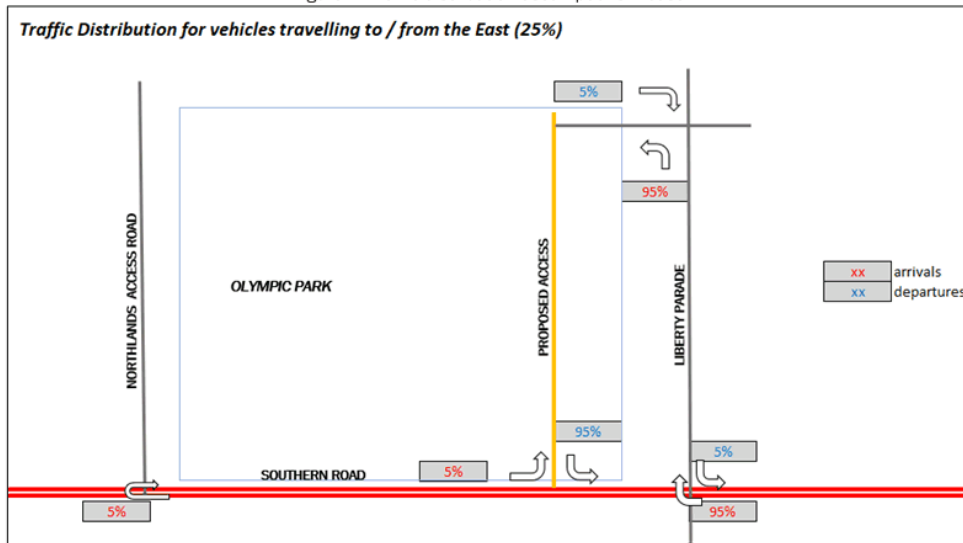 Traffic Distribution for vehicles travelling to / from the East (25%)
5%
95%
NORTHLANDS ACCESS ROAD
OLYMPIC PARK
PROPOSED ACCESS
LIBERTY PARADE
xx arrivals
xx departures
95%
5%
SOUTHERN ROAD
5%
5%
95%